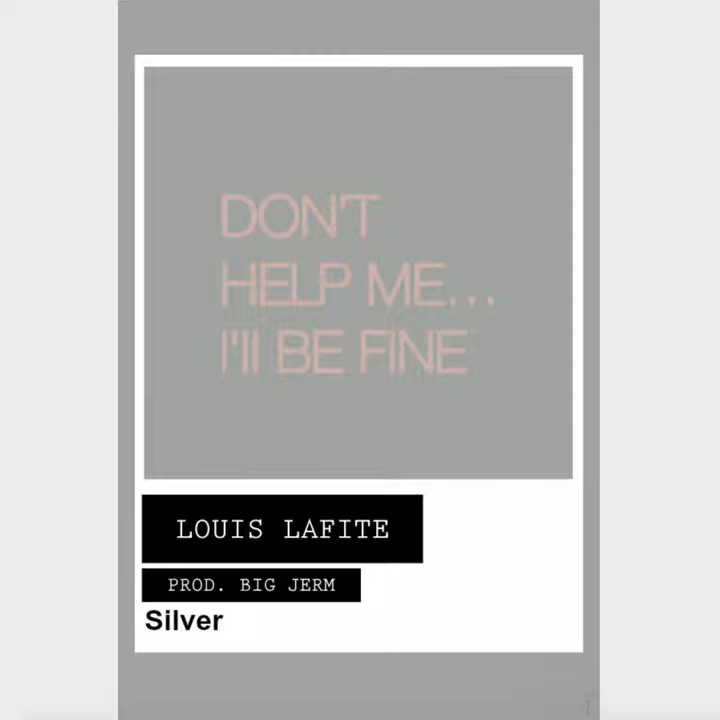 DON'T
HELP ME...
I'll BE FINE
LOUIS LAFITE
PROD. BIG JERM
Silver